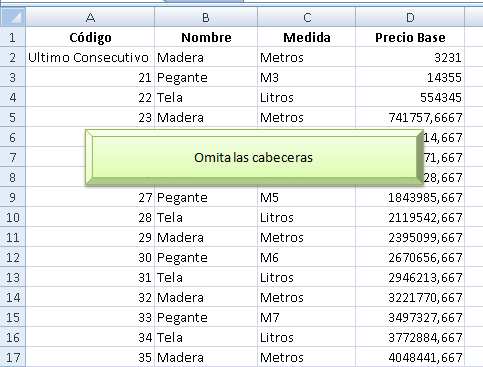 A B C D
1 Código Nombre Medida Precio Base
2 Ultimo Consecutivo Madera Metros 3231
3 21 Pegante M3 14355
4 22 Tela Litros 554345
5 23 Madera Metros 741757,6667
6 14,667
7 Omita las cabeceras 71,667
8 28,667
9 27 Pegante M5 1843985,667
10 28 Tela Litros 2119542,667
11 29 Madera Metros 2395099,667
12 30 Pegante M6 2670656,667
13 31 Tela Litros 2946213,667
14 32 Madera Metros 3221770,667
15 33 Pegante M7 3497327,667
16 34 Tela Litros 3772884,667
17 35 Madera Metros 4048441,667